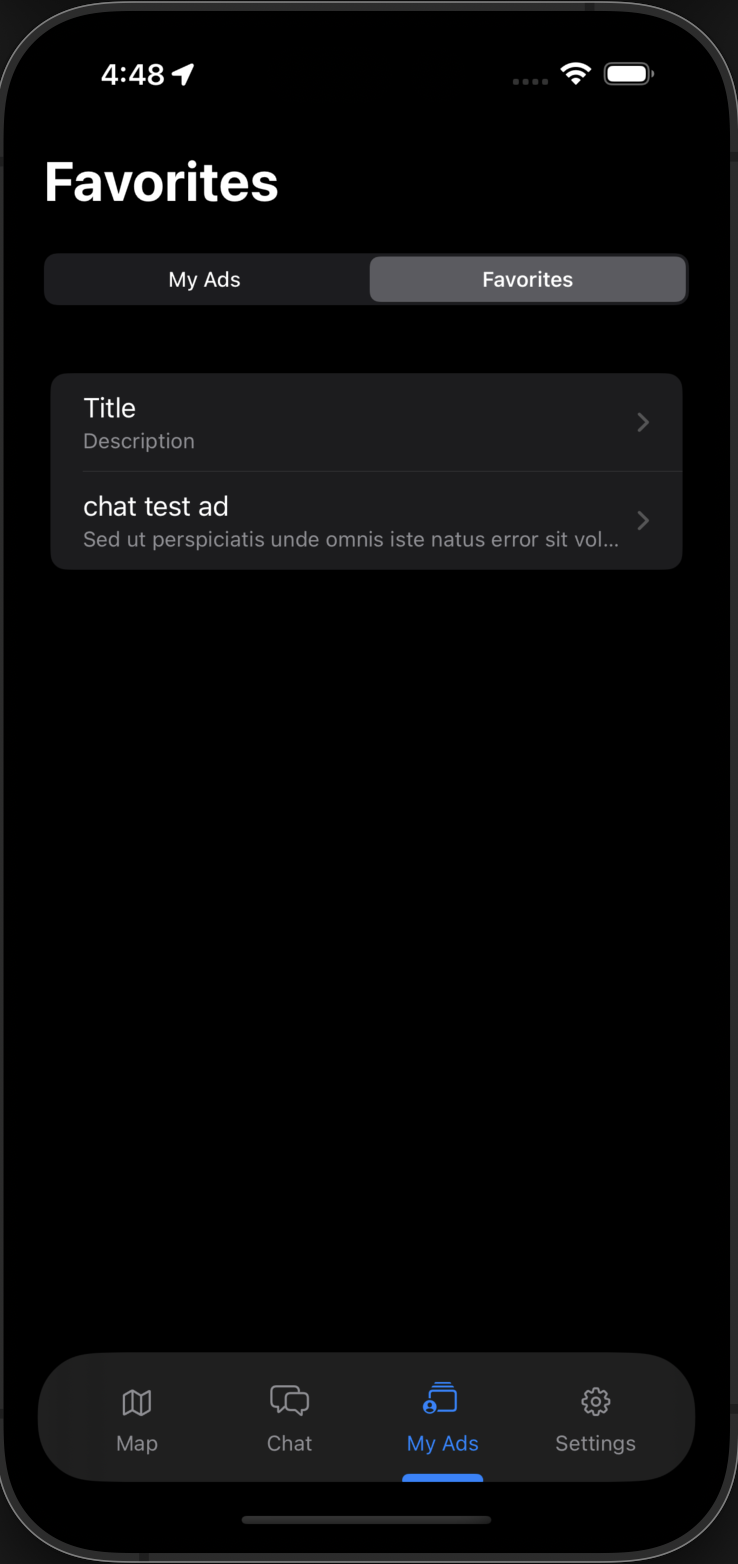 4:48
Favorites
My Ads
Favorites
Title
Description
chat test ad
Sed ut perspiciatis unde omnis iste natus error sit vol...
Map
Chat
My Ads
Settings